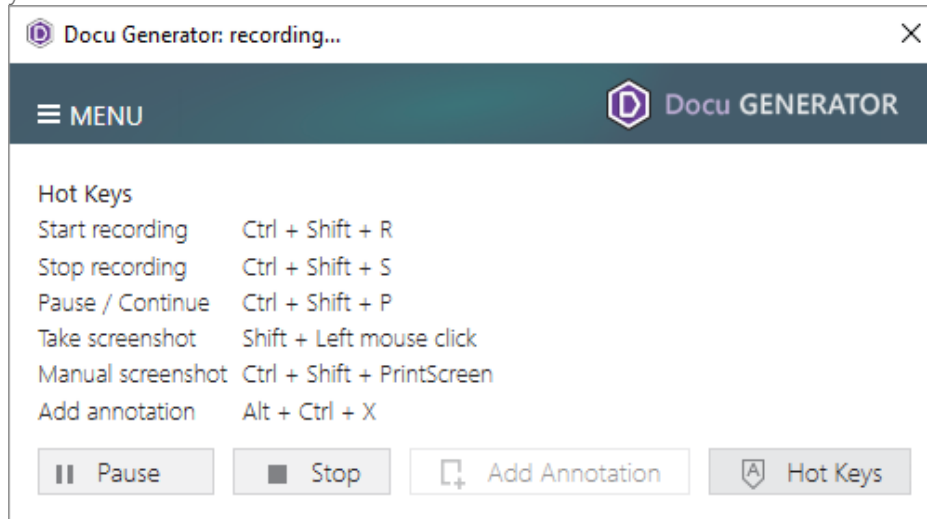 Docu Generator: recording...
MENU
Docu GENERATOR
Hot Keys
Start recording Ctrl + Shift + R
Stop recording Ctrl + Shift + S
Pause / Continue Ctrl + Shift + P
Take screenshot Shift + Left mouse click
Manual screenshot Ctrl + Shift + PrintScreen
Add annotation Alt + Ctrl + X
Pause Stop Add Annotation Hot Keys